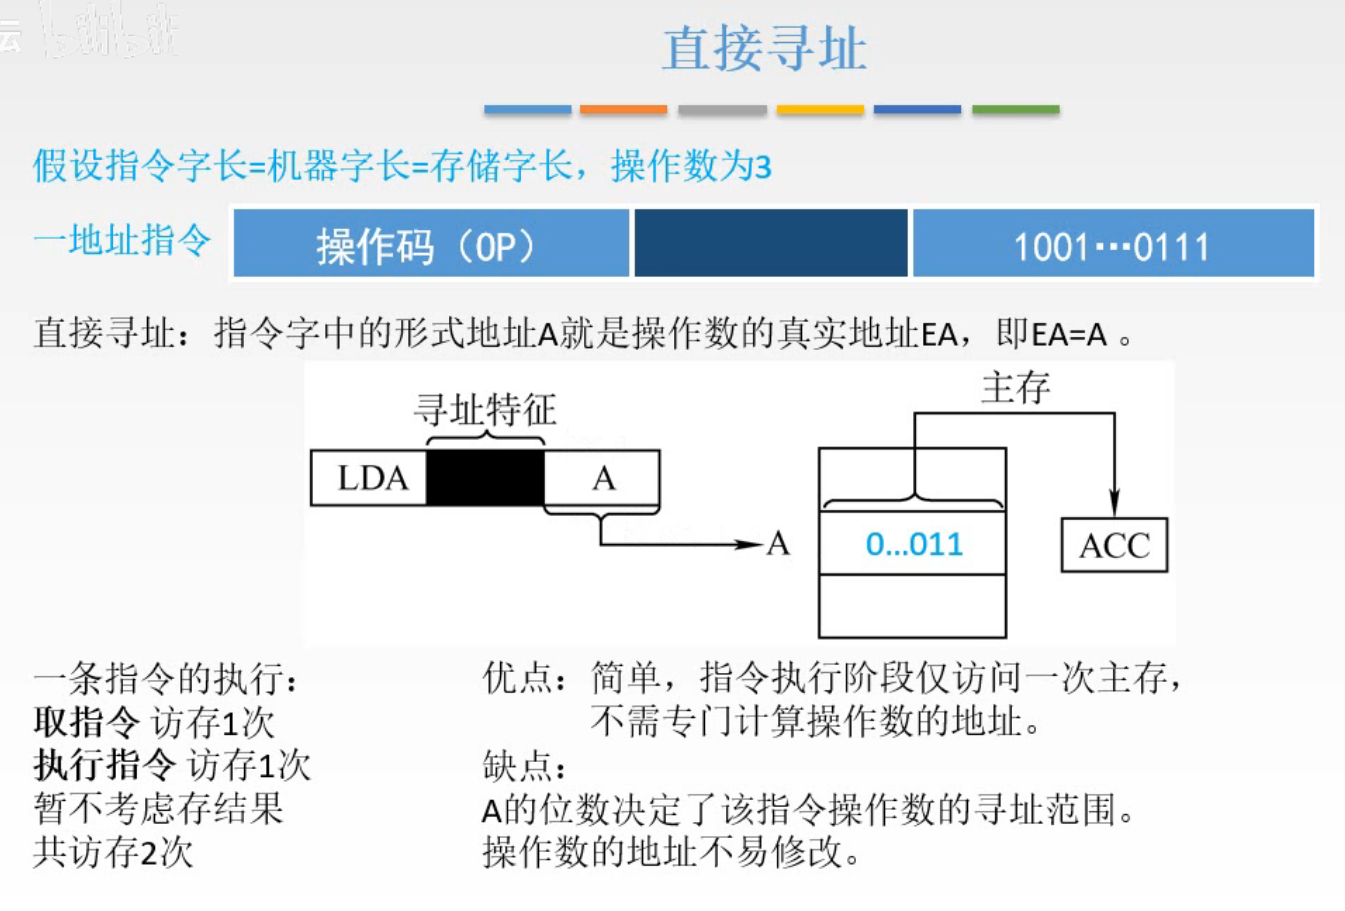 云 bilibili
直接寻址
假设指令字长=机器字长=存储字长，操作数为3
一地址指令 操作码（OP） 1001…0111
直接寻址：指令字中的形式地址A就是操作数的真实地址EA，即EA=A 。
主存
寻址特征
LDA A
A 0...011 ACC
一条指令的执行：
取指令 访存1次
执行指令 访存1次
暂不考虑存结果
共访存2次
优点：简单，指令执行阶段仅访问一次主存，
不需专门计算操作数的地址。
缺点：
A的位数决定了该指令操作数的寻址范围。
操作数的地址不易修改。